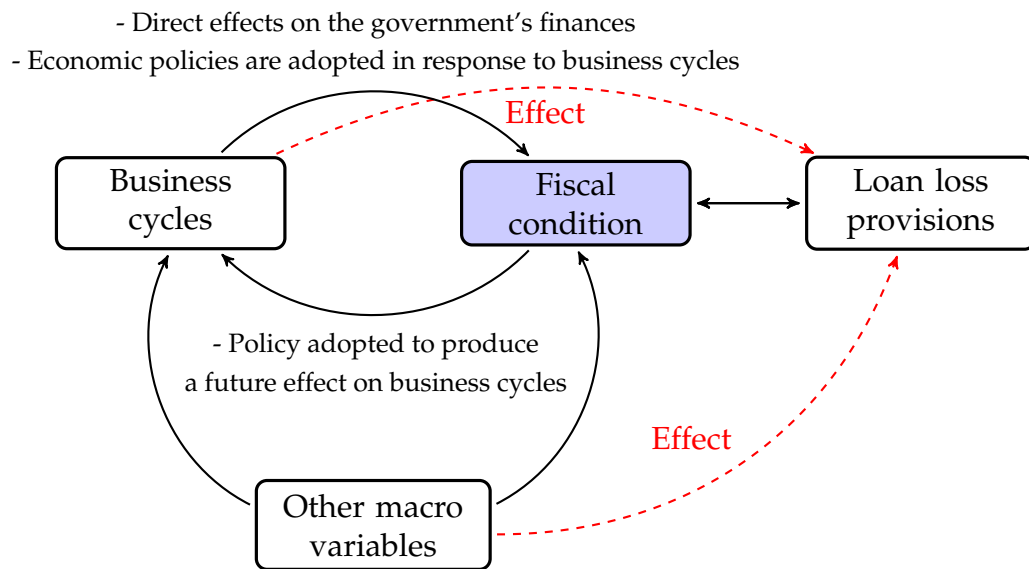 - Direct effects on the government’s finances
- Economic policies are adopted in response to business cycles
Effect
Business
cycles
Fiscal
condition
Loan loss
provisions
- Policy adopted to produce
a future effect on business cycles
Effect
Other macro
variables